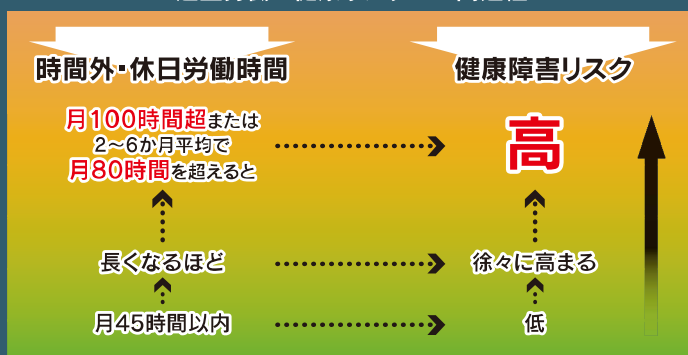 時間外・休日労働時間
健康障害リスク
月100時間超または
2〜6か月平均で
月80時間を超えると
高
長くなるほど
徐々に高まる
月45時間以内
低